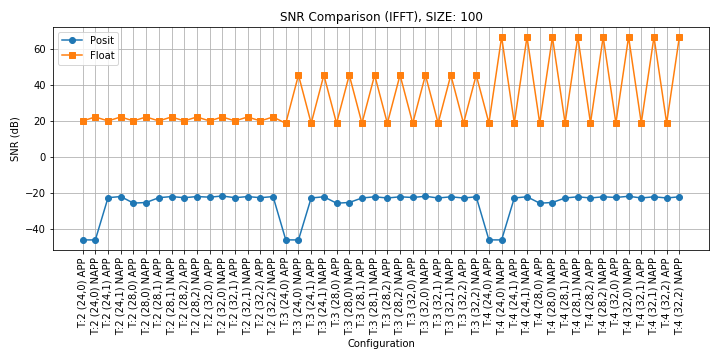 SNR Comparison (IFFT), SIZE: 100
Posit
Float
SNR (dB)
60
40
20
0
−20
−40
T:2 (24,0) APP
T:2 (24,0) NAPP
T:2 (24,1) APP
T:2 (24,1) NAPP
T:2 (28,0) APP
T:2 (28,0) NAPP
T:2 (28,1) APP
T:2 (28,1) NAPP
T:2 (28,2) APP
T:2 (28,2) NAPP
T:2 (32,0) APP
T:2 (32,0) NAPP
T:2 (32,1) APP
T:2 (32,1) NAPP
T:2 (32,2) APP
T:2 (32,2) NAPP
T:3 (24,0) APP
T:3 (24,0) NAPP
T:3 (24,1) APP
T:3 (24,1) NAPP
T:3 (28,0) APP
T:3 (28,0) NAPP
T:3 (28,1) APP
T:3 (28,1) NAPP
T:3 (28,2) APP
T:3 (28,2) NAPP
T:3 (32,0) APP
T:3 (32,0) NAPP
T:3 (32,1) APP
T:3 (32,1) NAPP
T:3 (32,2) APP
T:3 (32,2) NAPP
T:4 (24,0) APP
T:4 (24,0) NAPP
T:4 (24,1) APP
T:4 (24,1) NAPP
T:4 (28,0) APP
T:4 (28,0) NAPP
T:4 (28,1) APP
T:4 (28,1) NAPP
T:4 (28,2) APP
T:4 (28,2) NAPP
T:4 (32,0) APP
T:4 (32,0) NAPP
T:4 (32,1) APP
T:4 (32,1) NAPP
T:4 (32,2) APP
T:4 (32,2) NAPP
Configuration